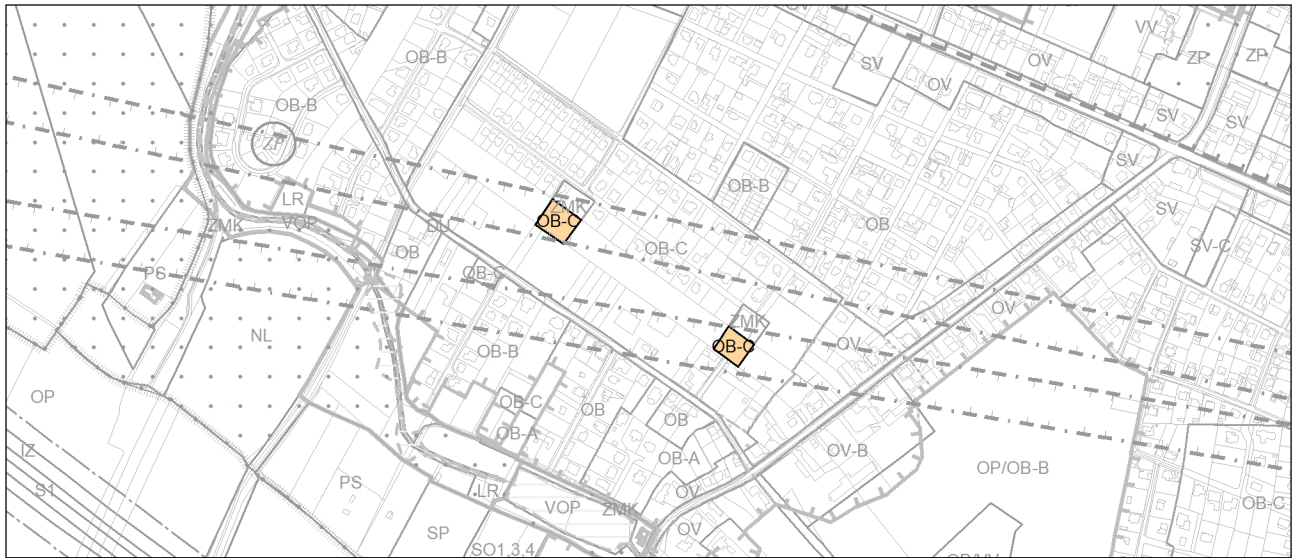 OV
VV
OB-B
SV
OV
OV
ZP
ZP
OB-B
SV
SV
ZP
SV
OB-B
LR
ZMK
SV
ZMK
VOP
DU
OB-C
OB
OB
OB-C
SV-C
PS
OB-C
OV
ZMK
NL
OB-C
OV
OB-B
OP
OB-C
OB
OB
OB-A
OB-A
OV-B
IZ
OP/OB-B
S1
PS
LR
OV
OB-C
VOP
ZMK
SP
OV
SO1,3,4